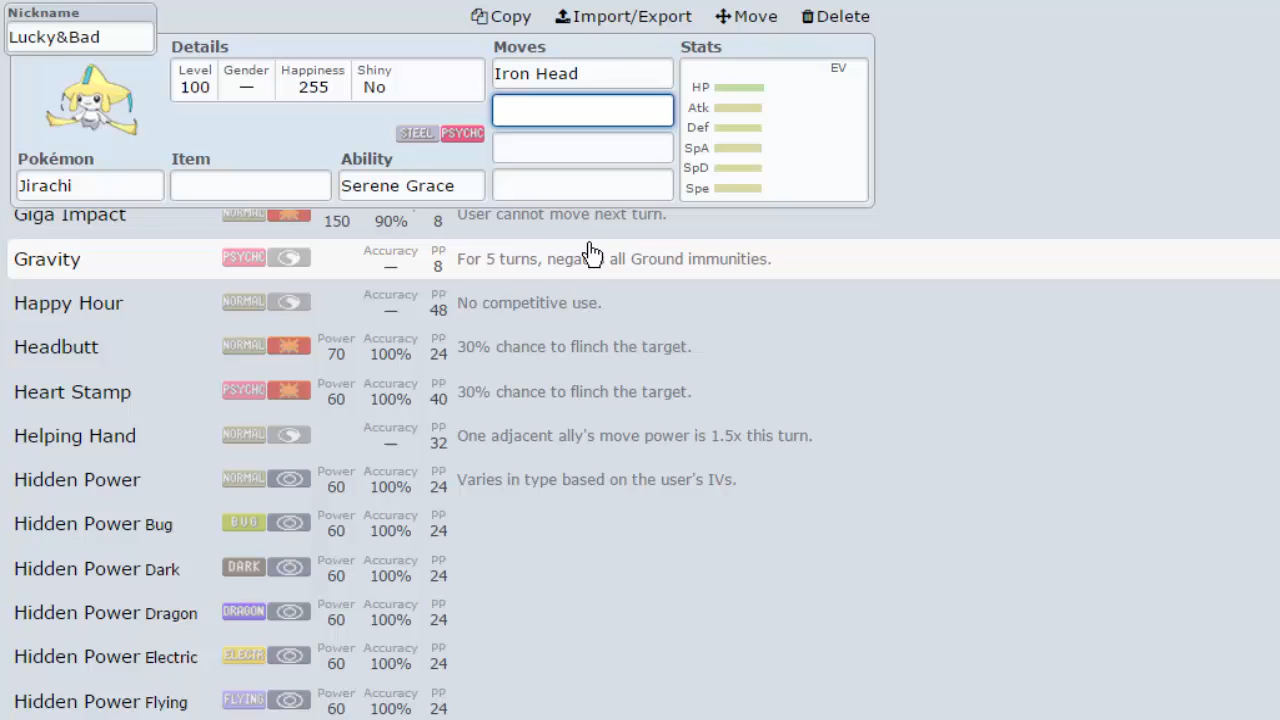 Nickname
Lucky&Bad
Copy Import/Export Move Delete
Details
Level Gender Happiness Shiny
100 — 255 No
STEEL PSYCHC
Pokémon Item Ability
Jirachi Serene Grace
Moves
Iron Head
Stats
EV
HP
Atk
Def
SpA
SpD
Spe
Giga Impact NORMAL 150 90% 8 User cannot move next turn.
Gravity PSYCHC Accuracy — PP 8 For 5 turns, nega all Ground immunities.
Happy Hour NORMAL Accuracy — PP 48 No competitive use.
Headbutt NORMAL Power 70 Accuracy 100% PP 24 30% chance to flinch the target.
Heart Stamp PSYCHC Power 60 Accuracy 100% PP 40 30% chance to flinch the target.
Helping Hand NORMAL Accuracy — PP 32 One adjacent ally's move power is 1.5x this turn.
Hidden Power NORMAL Power 60 Accuracy 100% PP 24 Varies in type based on the user's IVs.
Hidden Power Bug BUG Power 60 Accuracy 100% PP 24
Hidden Power Dark DARK Power 60 Accuracy 100% PP 24
Hidden Power Dragon DRAGON Power 60 Accuracy 100% PP 24
Hidden Power Electric ELECTR Power 60 Accuracy 100% PP 24
Hidden Power Flying FLYING Power 60 Accuracy 100% PP 24